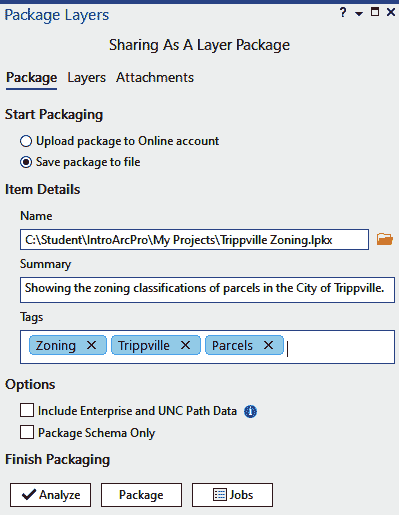 Package Layers
Sharing As A Layer Package
Package Layers Attachments
Start Packaging
Upload package to Online account
Save package to file
Item Details
Name
C:\Student\IntroArcPro\My Projects\Trippville Zoning.lpkx
Summary
Showing the zoning classifications of parcels in the City of Trippville.
Tags
Zoning Trippville Parcels
Options
Include Enterprise and UNC Path Data
Package Schema Only
Finish Packaging
Analyze Package Jobs